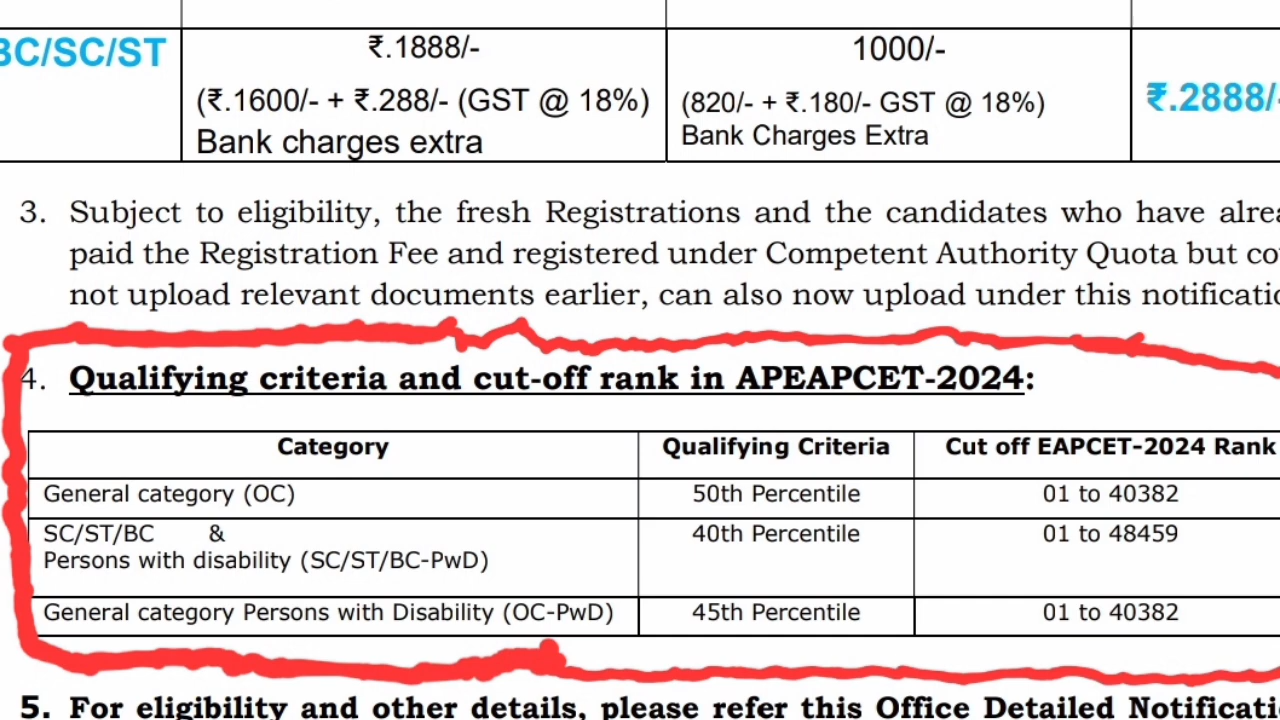 BC/SC/ST
₹.1888/-
(₹.1600/- + ₹.288/- (GST @ 18%)
Bank charges extra
1000/-
(820/- + ₹.180/- GST @ 18%)
Bank Charges Extra
₹.2888/-
3. Subject to eligibility, the fresh Registrations and the candidates who have alrea
paid the Registration Fee and registered under Competent Authority Quota but co
not upload relevant documents earlier, can also now upload under this notificatio
4. Qualifying criteria and cut-off rank in APEAPCET-2024:
Category Qualifying Criteria Cut off EAPCET-2024 Rank
General category (OC) 50th Percentile 01 to 40382
SC/ST/BC & 40th Percentile 01 to 48459
Persons with disability (SC/ST/BC-PwD)
General category Persons with Disability (OC-PwD) 45th Percentile 01 to 40382
5. For eligibility and other details, please refer this Office Detailed Notificati